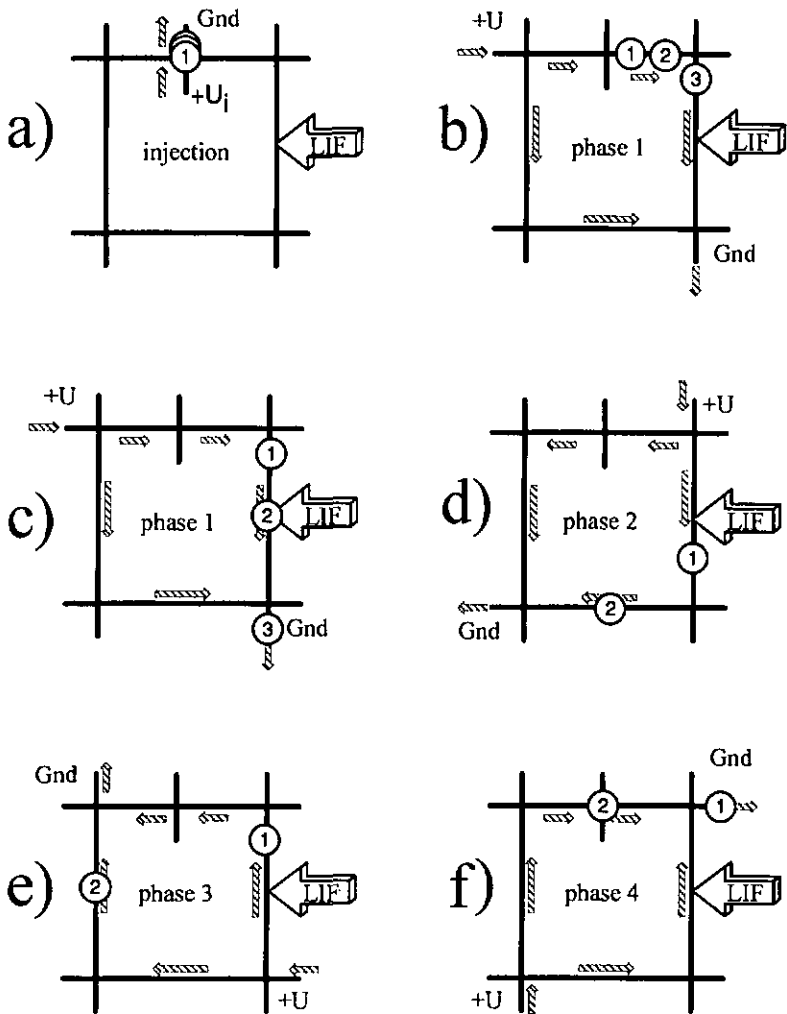 Gnd
1
+Ui
a)
injection
LIF
+U
1 2
3
b)
phase 1
LIF
Gnd
+U
1
c)
phase 1
2
LIF
3
Gnd
+U
d)
phase 2
LIF
1
2
Gnd
Gnd
1
2
e)
phase 3
LIF
+U
Gnd
2
1
f)
phase 4
LIF
+U